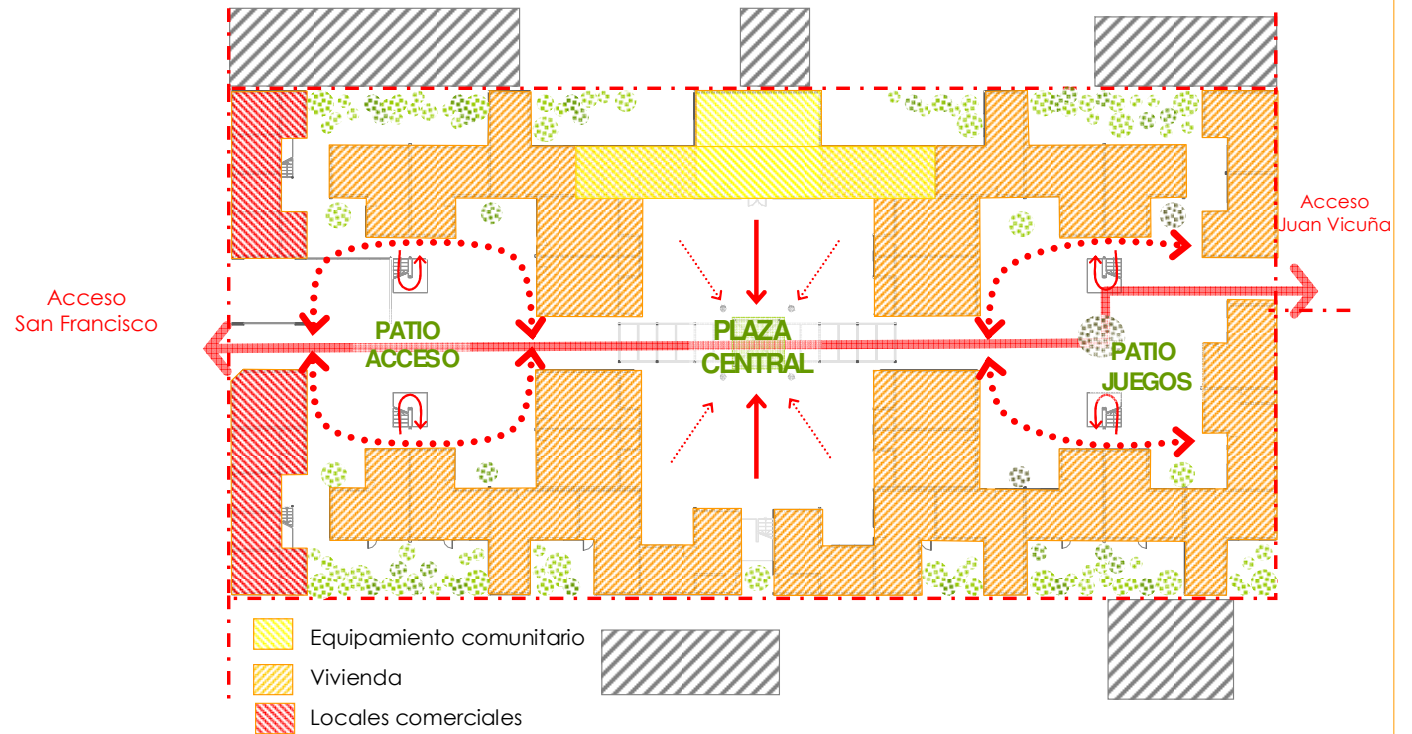 Acceso
Juan Vicuña
Acceso
San Francisco
PATIO
ACCESO
PLAZA
CENTRAL
PATIO
JUEGOS
Equipamiento comunitario
Vivienda
Locales comerciales